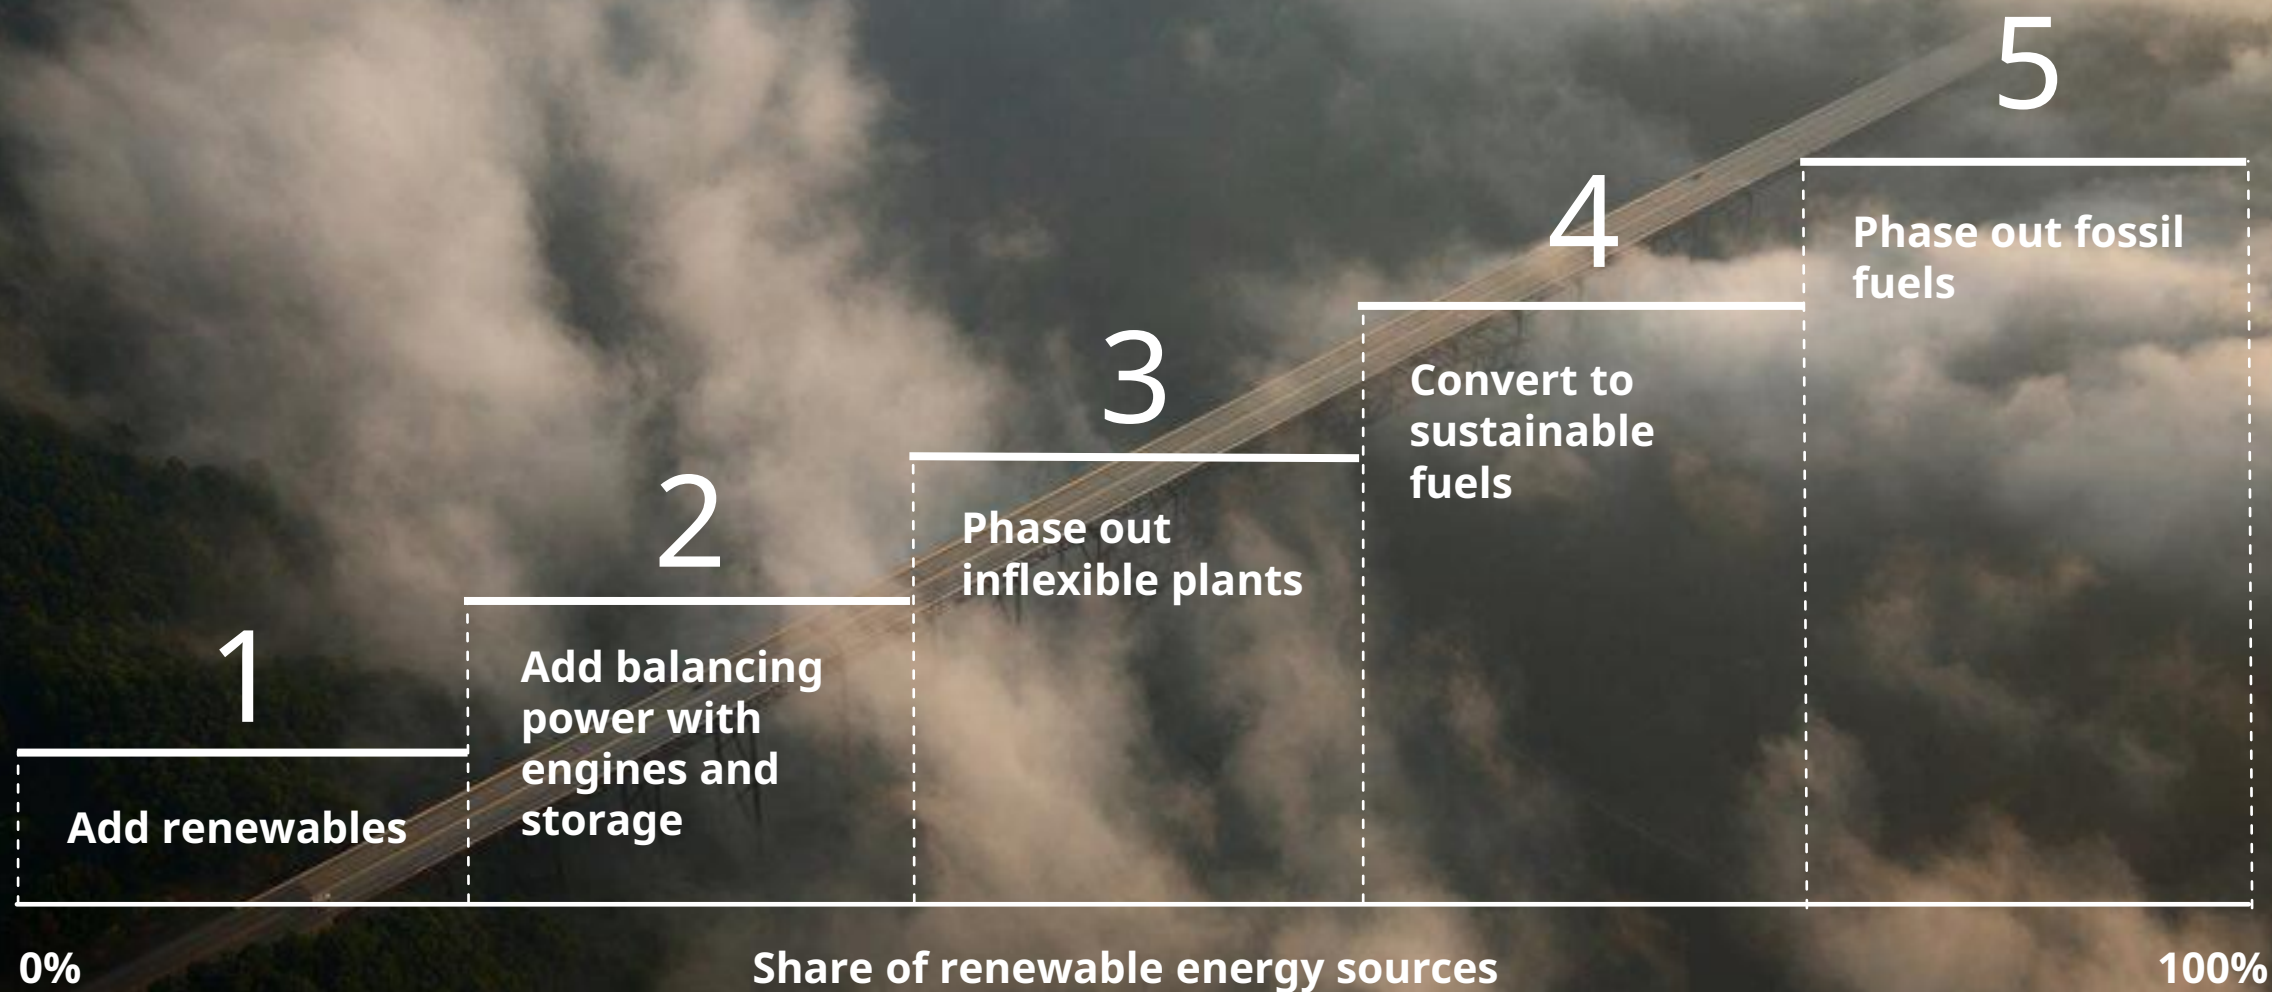 1
Add renewables
2
Add balancing
power with
engines and
storage
3
Phase out
inflexible plants
4
Convert to
sustainable
fuels
5
Phase out fossil
fuels
0%
Share of renewable energy sources
100%